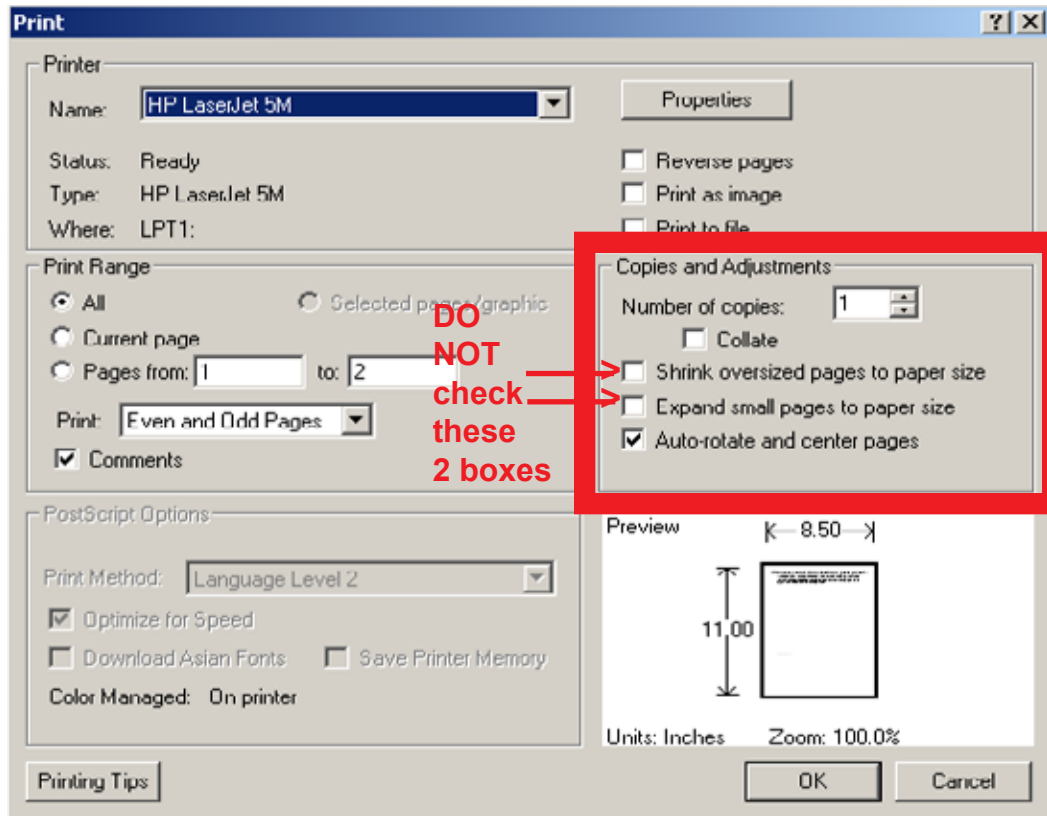 Print
Printer
Name: HP LaserJet 5M
Properties
Status: Ready
Reverse pages
Type: HP LaserJet 5M
Print as image
Where: LPT1:
Print to file
Print Range
All
Selected pages/graphic
Current page
Pages from: 1 to: 2
Print: Even and Odd Pages
Comments
DO
NOT
check
these
2 boxes
Copies and Adjustments
Number of copies: 1
Collate
Shrink oversized pages to paper size
Expand small pages to paper size
Auto-rotate and center pages
PostScript Options
Print Method: Language Level 2
Optimize for Speed
Download Asian Fonts Save Printer Memory
Color Managed: On printer
Preview
8.50
11.00
Units: Inches Zoom: 100.0%
Printing Tips
OK
Cancel